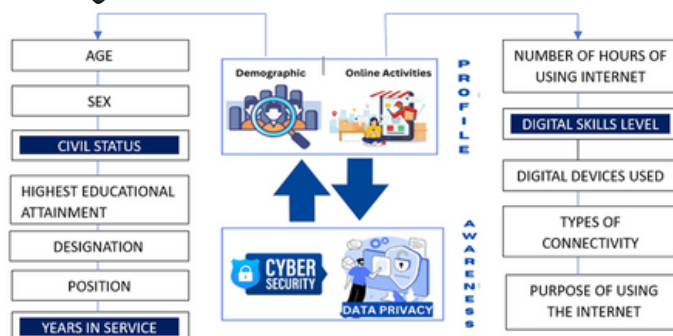 AGE
SEX
CIVIL STATUS
HIGHEST EDUCATIONAL
ATTAINMENT
DESIGNATION
POSITION
YEARS IN SERVICE
Demographic
Online Activities
PROFILE
CYBER
SECURITY
DATA PRIVACY
AWARENESS
NUMBER OF HOURS OF
USING INTERNET
DIGITAL SKILLS LEVEL
DIGITAL DEVICES USED
TYPES OF
CONNECTIVITY
PURPOSE OF USING
THE INTERNET